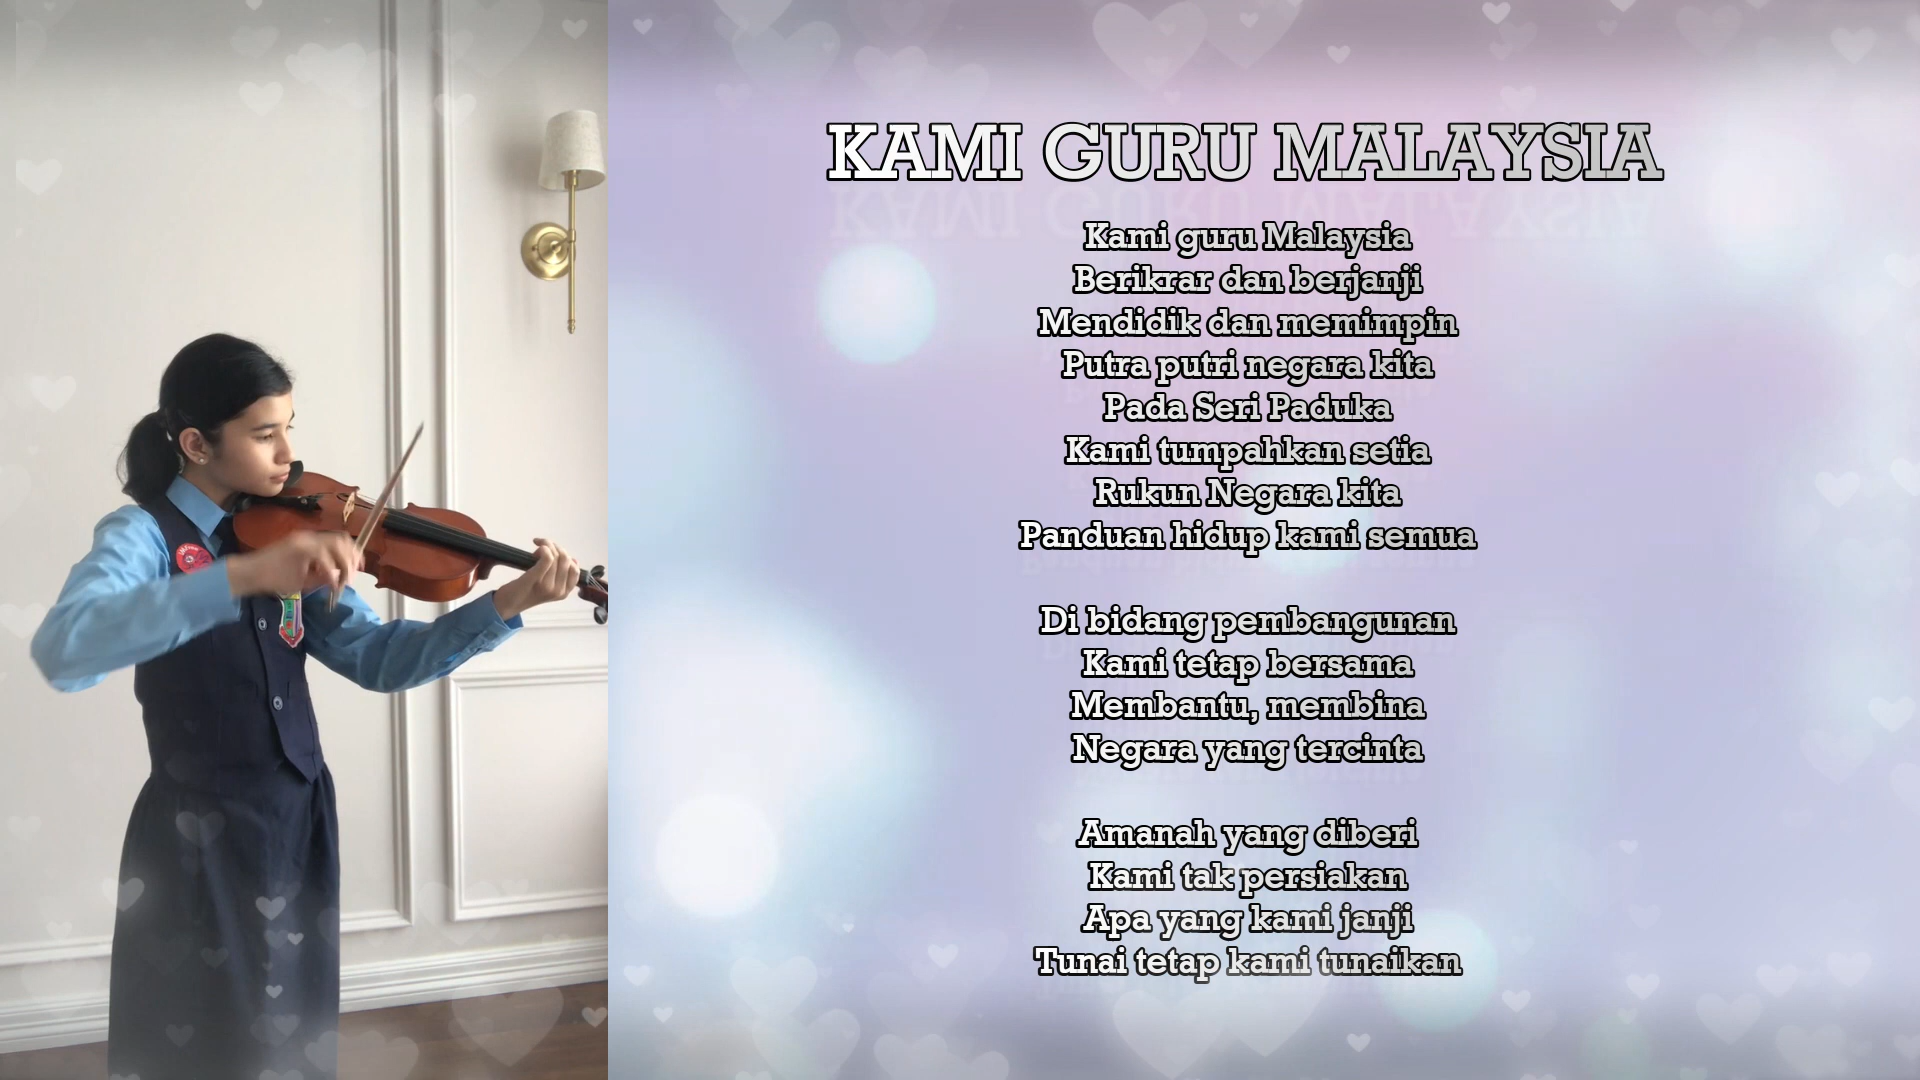 KAMI GURU MALAYSIA
Kami guru Malaysia
Berikrar dan berjanji
Mendidik dan memimpin
Putra putri negara kita
Pada Seri Paduka
Kami tumpahkan setia
Rukun Negara kita
Panduan hidup kami semua
Di bidang pembangunan
Kami tetap bersama
Membantu, membina
Negara yang tercinta
Amanah yang diberi
Kami tak persiakan
Apa yang kami janji
Tunai tetap kami tunaikan